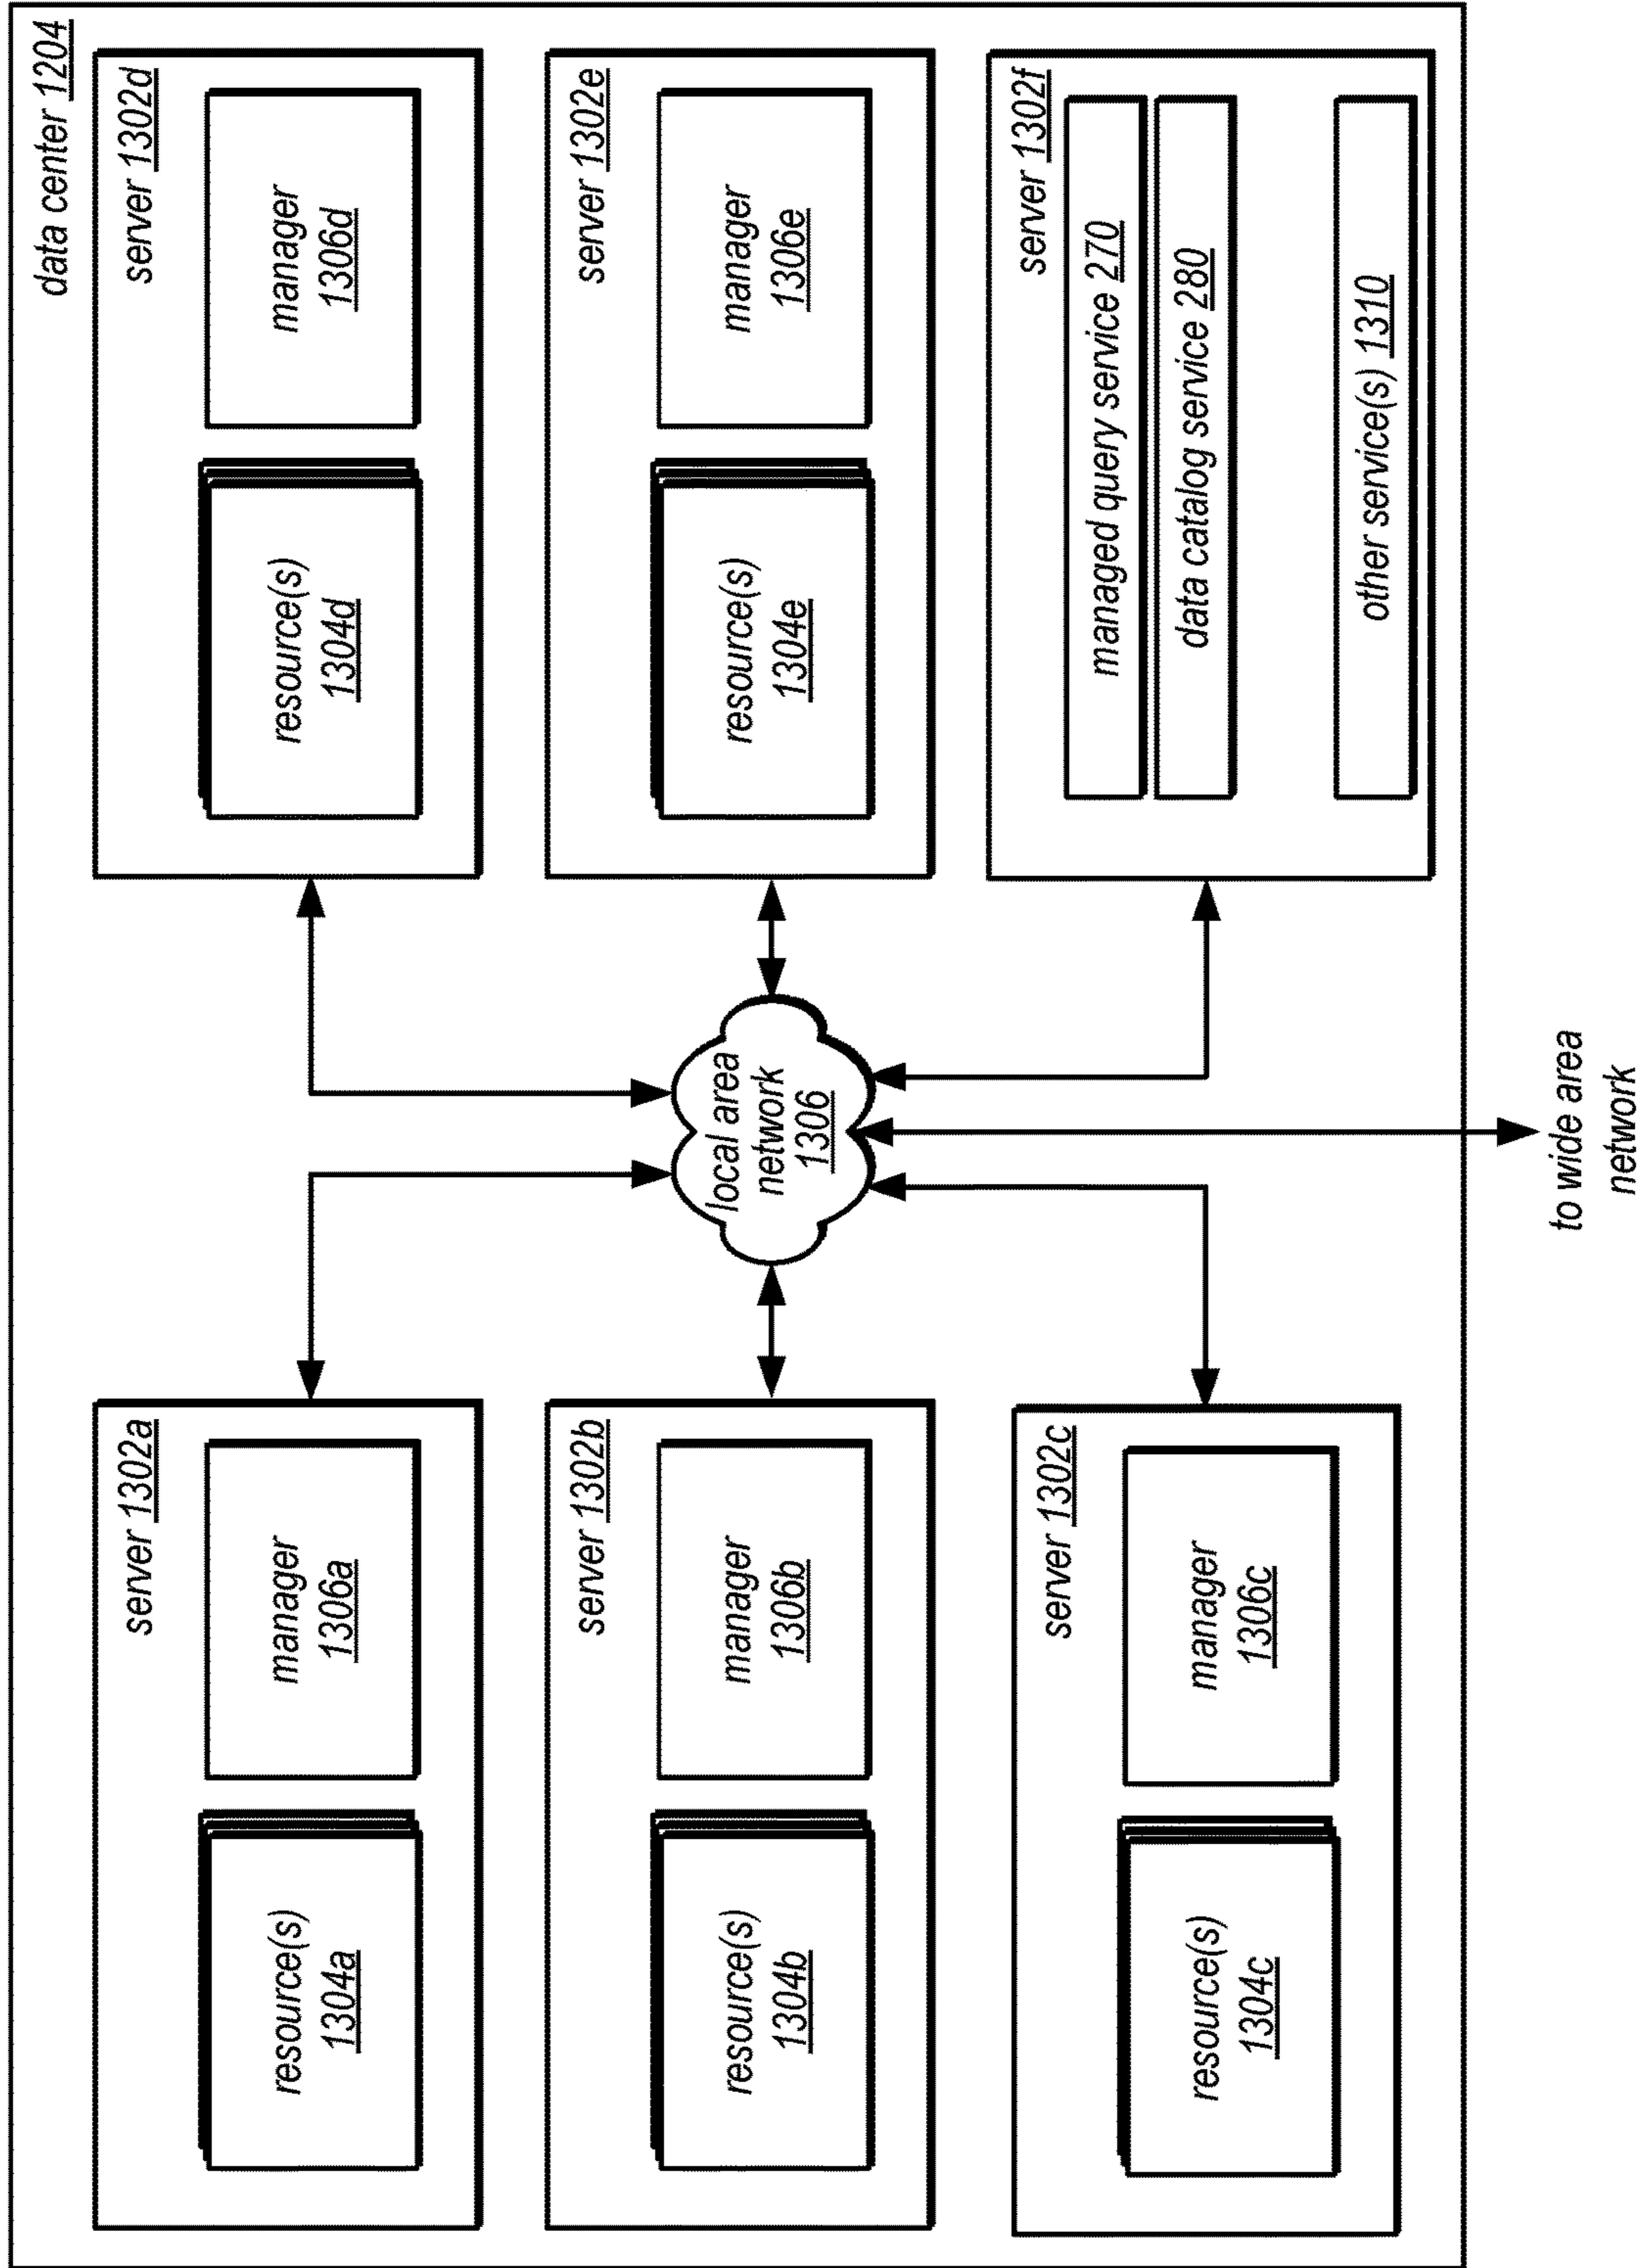 data center 1204
server 1302a
resource(s)
1304a
manager
1306a
server 1302b
resource(s)
1304b
manager
1306b
server 1302c
resource(s)
1304c
manager
1306c
local area
network
1306
server 1302d
resource(s)
1304d
manager
1306d
server 1302e
resource(s)
1304e
manager
1306e
server 1302f
managed query service 270
data catalog service 280
other service(s) 1310
to wide area
network